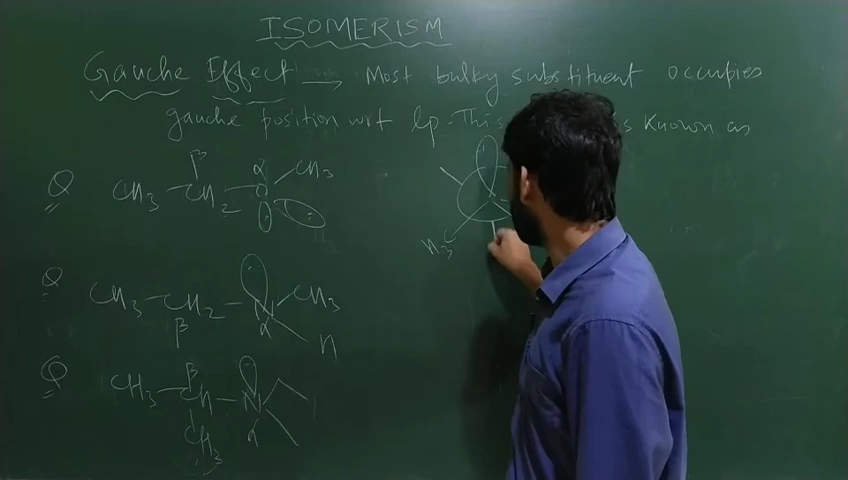 ISOMERISM
Gauche Effect → Most bulky substituent occupies
gauche position wrt lp. This is known as
Q CH3 - CH2 - O CH3
β α
Q CH3 - CH2 - N CH3
β α
H
Q CH3 - CH - N
β α
CH3
H3C